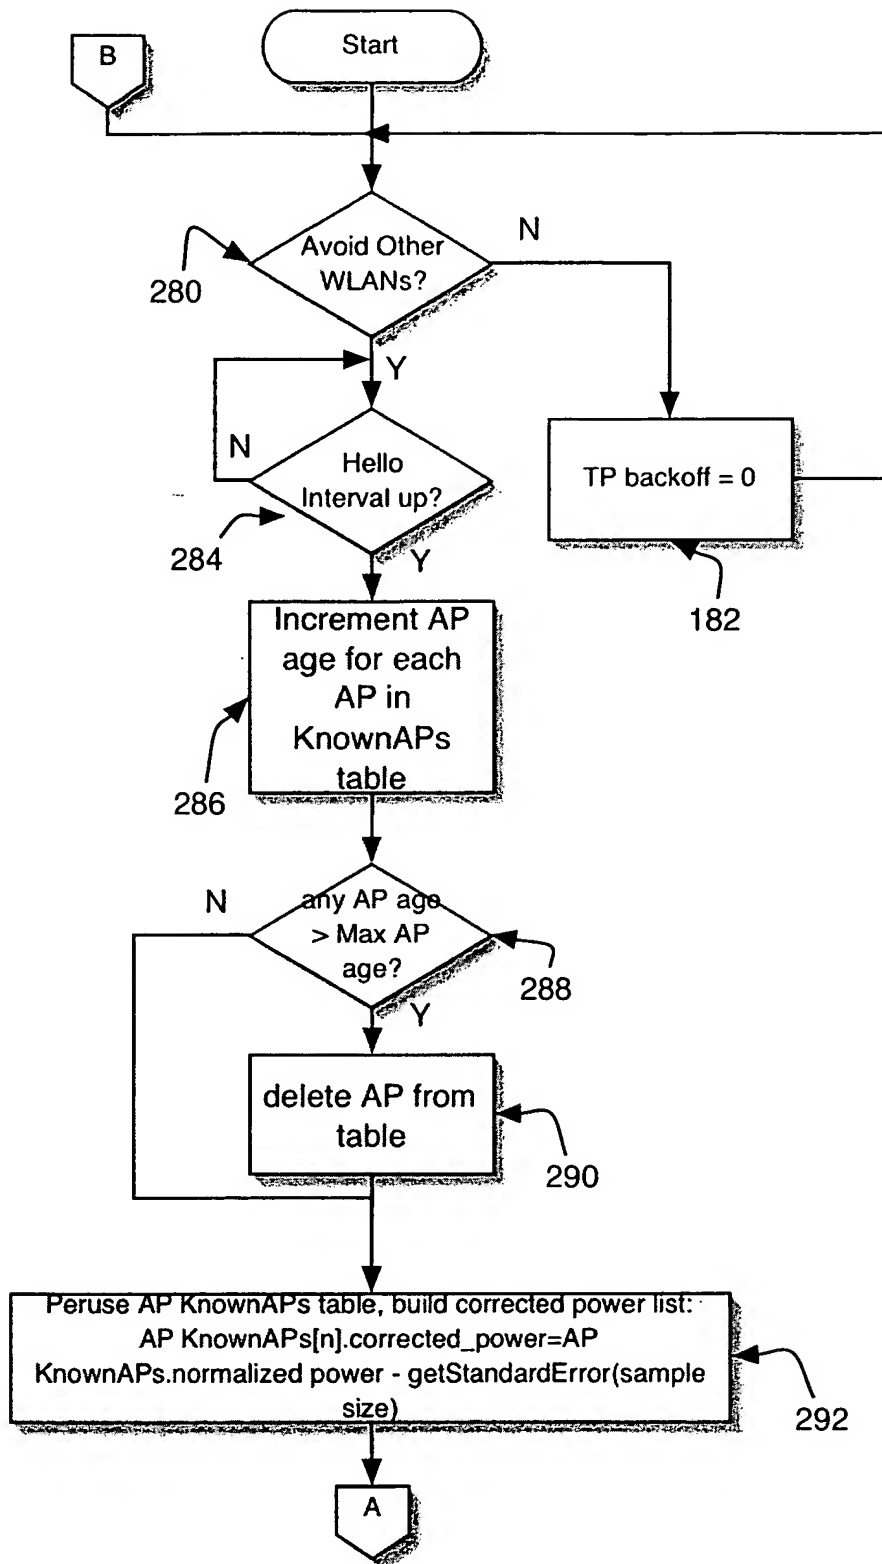 B
Start
Avoid Other
WLANs?
N
280
Y
N
Hello
Interval up?
TP backoff = 0
284
Y
182
Increment AP
age for each
AP in
KnownAPs
table
286
N
any AP age
> Max AP
age?
288
Y
delete AP from
table
290
Peruse AP KnownAPs table, build corrected power list:
AP KnownAPs[n].corrected_power=AP
KnownAPs.normalized power - getStandardError(sample
size)
292
A